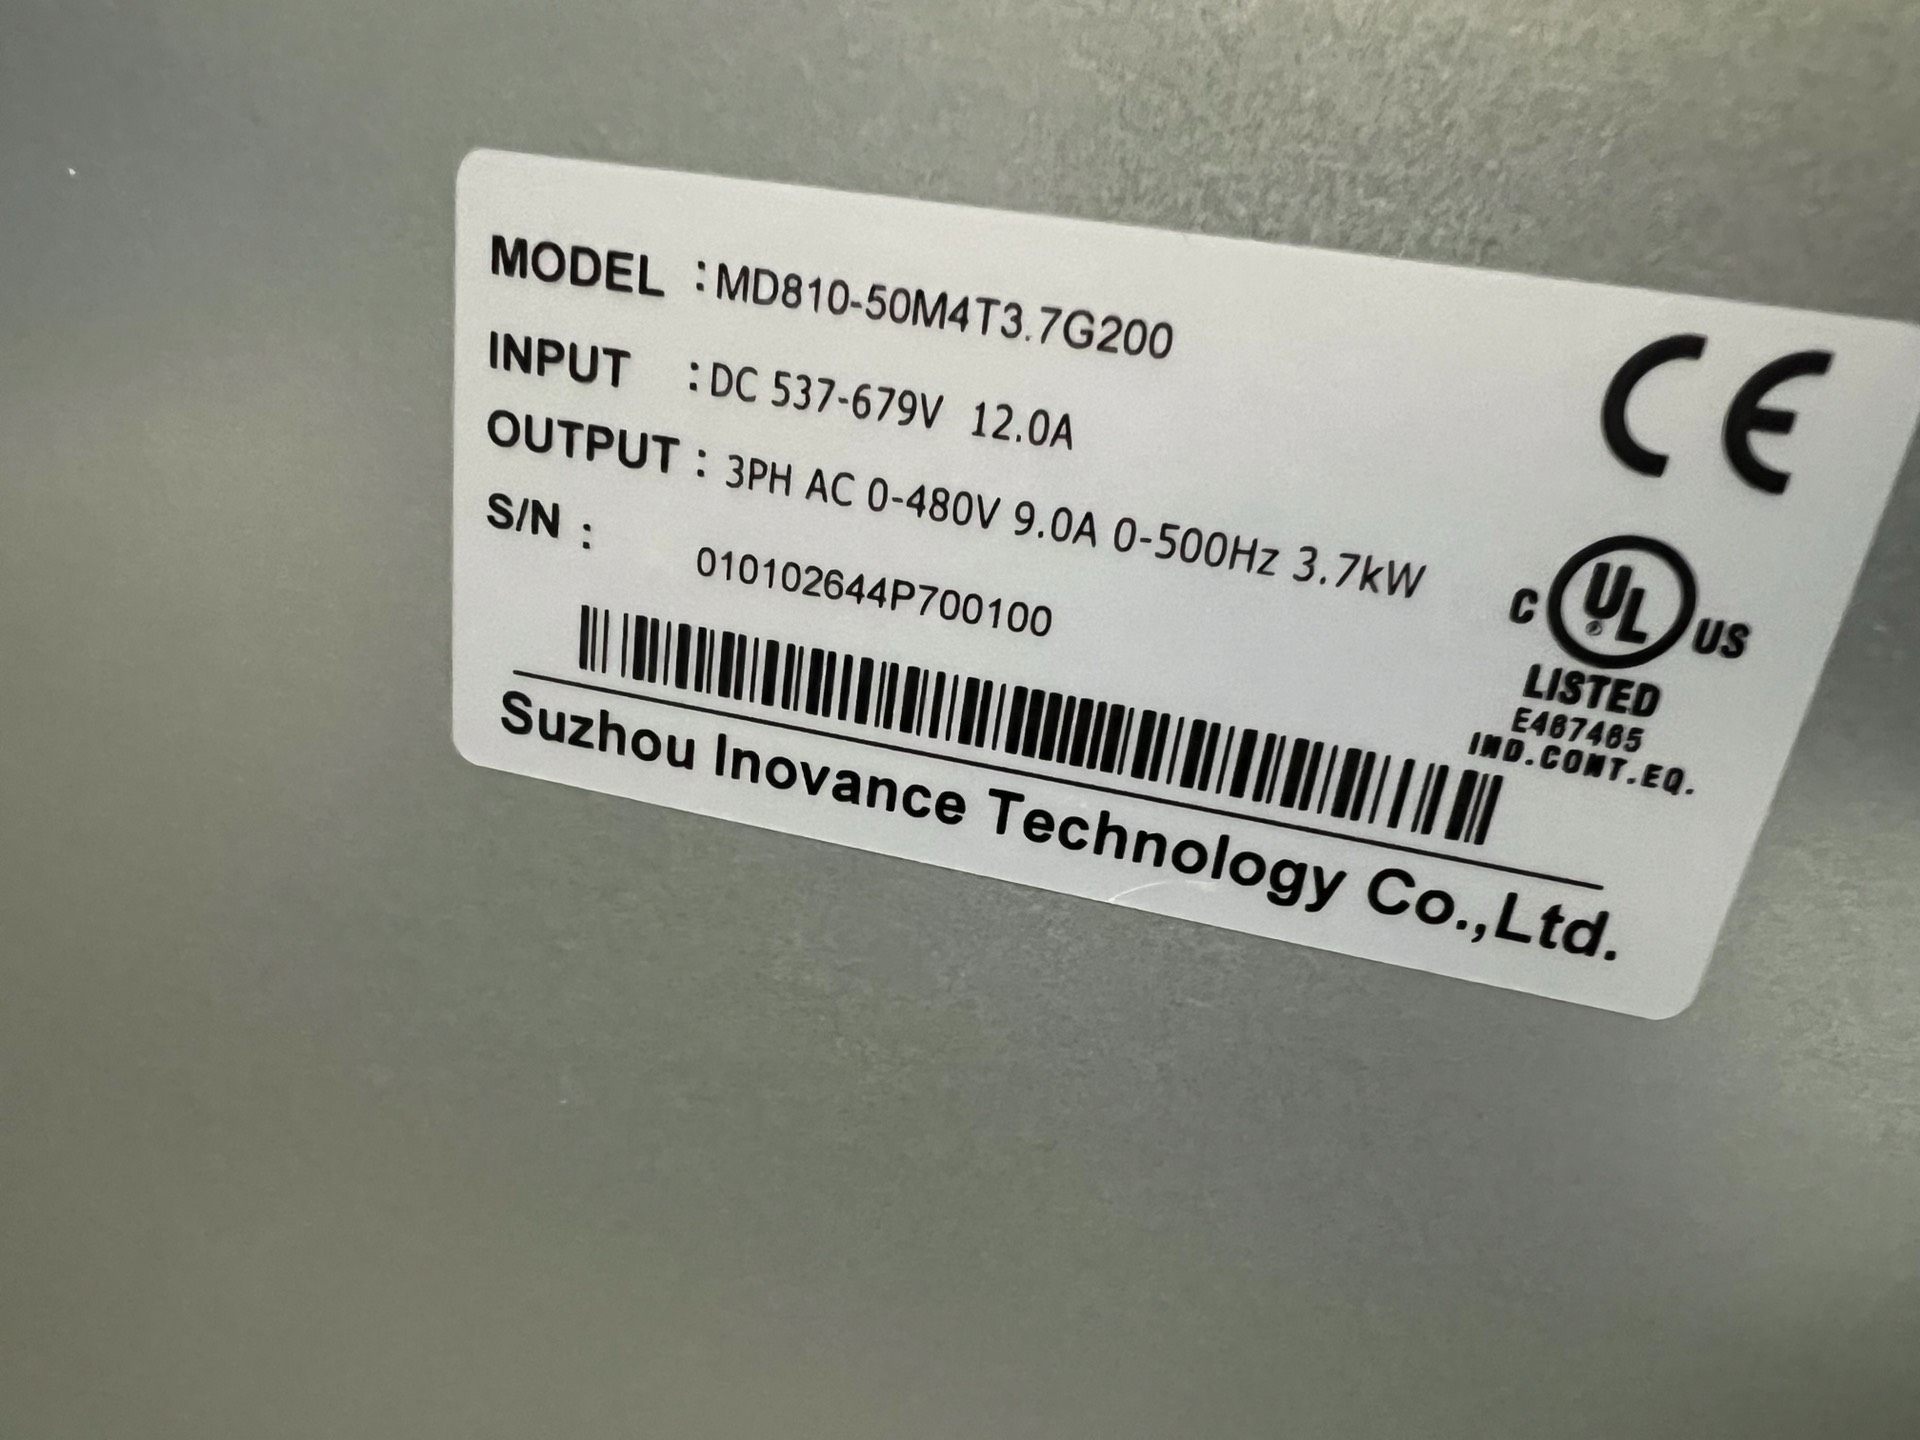 MODEL :MD810-50M4T3.7G200
INPUT :DC 537-679V 12.0A
OUTPUT : 3PH AC 0-480V 9.0A 0-500Hz 3.7kW
S/N :
010102644P700100
CE
C UL US
LISTED
E467465
IND.CONT.EQ.
Suzhou Inovance Technology Co.,Ltd.